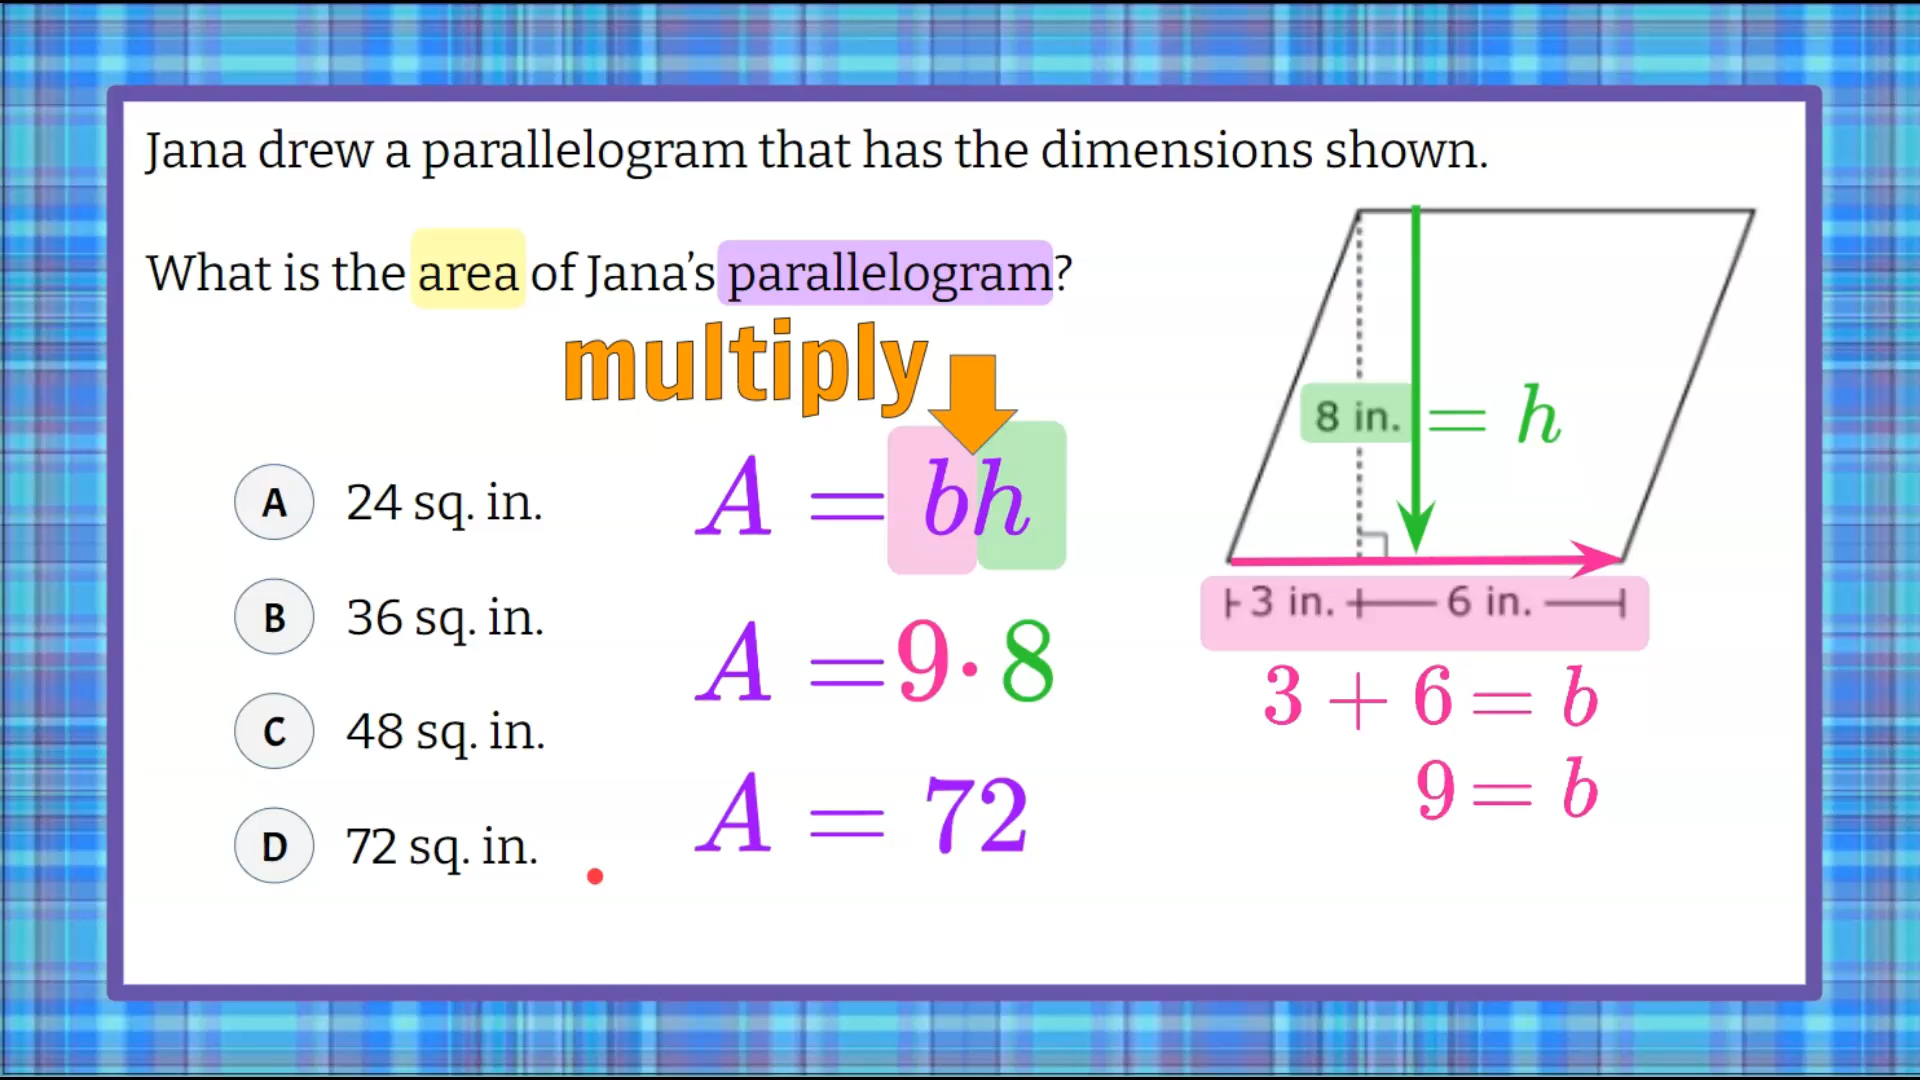 Jana drew a parallelogram that has the dimensions shown.
What is the area of Jana’s parallelogram?
multiply
A 24 sq. in.
B 36 sq. in.
C 48 sq. in.
D 72 sq. in.
A = bh
A = 9 · 8
A = 72
8 in. = h
3 in. 6 in.
3 + 6 = b
9 = b